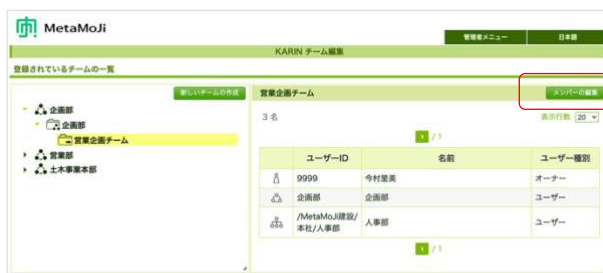 MetaMoJi
管理者メニュー
日本語
KARIN チーム編集
登録されているチームの一覧
新しいチームの作成
企画部
企画部
営業企画チーム
営業部
土木事業本部
営業企画チーム
メンバーの編集
3 名
表示行数 20
1 / 1
ユーザーID 名前 ユーザー種別
9999 今村里美 オーナー
企画部 企画部 ユーザー
/MetaMoJi建設/
本社/人事部 人事部 ユーザー
1 / 1